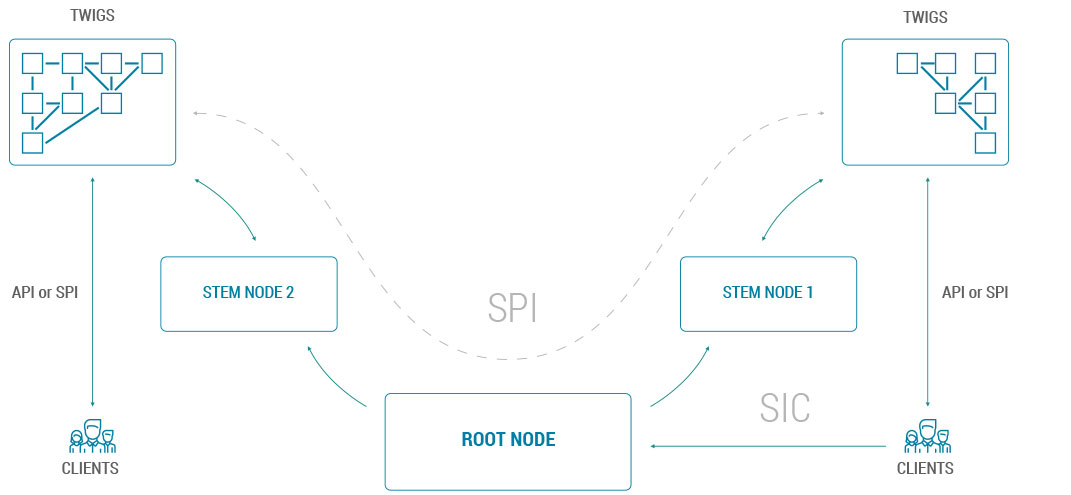 TWIGS
TWIGS
API or SPI
STEM NODE 2
SPI
STEM NODE 1
API or SPI
SIC
ROOT NODE
CLIENTS
CLIENTS